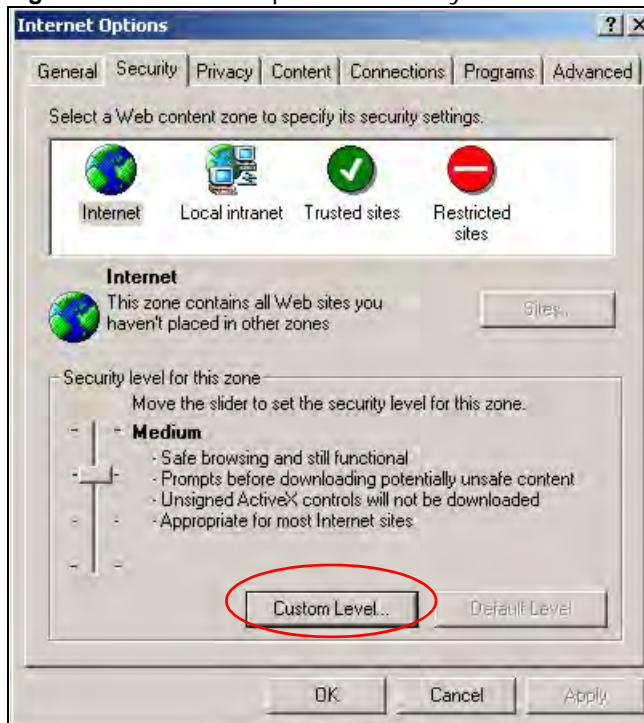 Internet Options
General Security Privacy Content Connections Programs Advanced
Select a Web content zone to specify its security settings.
Internet Local intranet Trusted sites Restricted
sites
Internet
This zone contains all Web sites you
haven't placed in other zones
Sites...
Security level for this zone
Move the slider to set the security level for this zone.
Medium
- Safe browsing and still functional
- Prompts before downloading potentially unsafe content
- Unsigned ActiveX controls will not be downloaded
- Appropriate for most Internet sites
Custom Level... Default Level
OK Cancel Apply